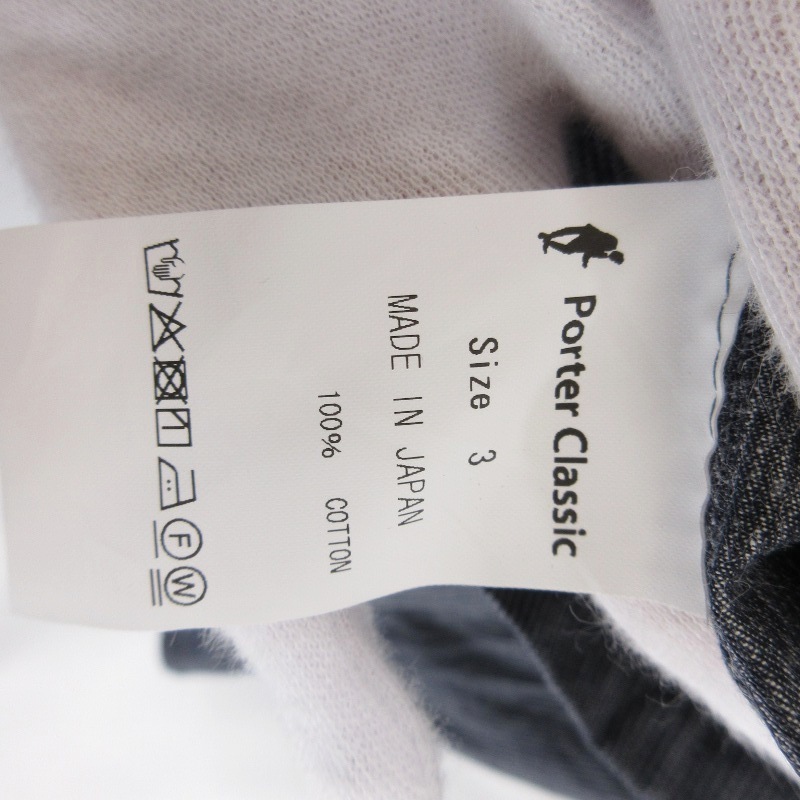 Porter Classic
Size 3
MADE IN JAPAN
100% COTTON
F W